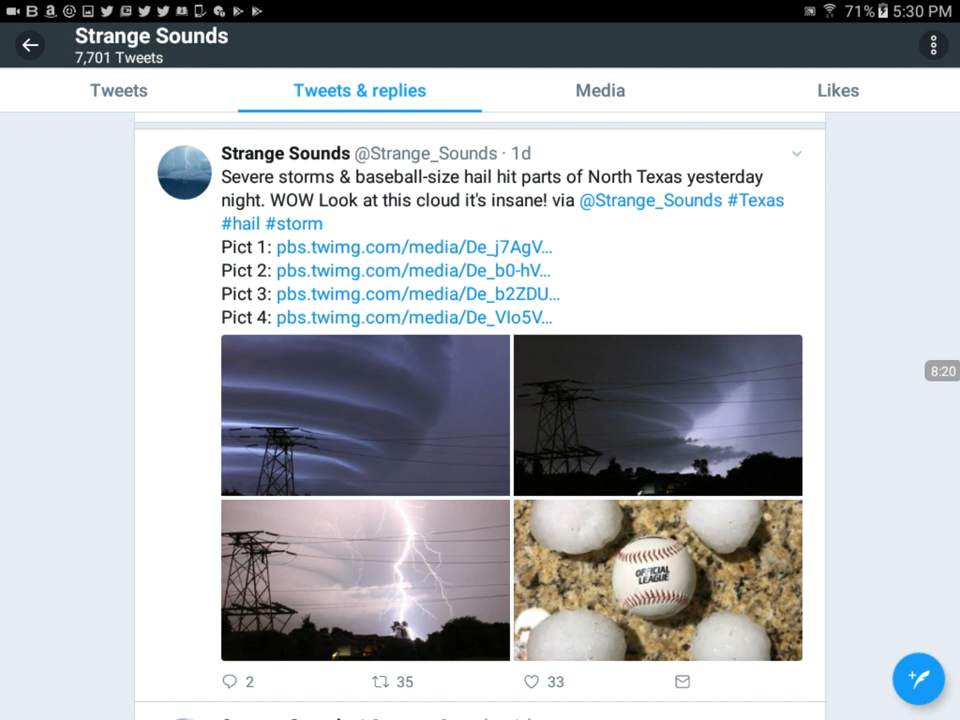 71% 5:30 PM
Strange Sounds
7,701 Tweets
Tweets Tweets & replies Media Likes
Strange Sounds @Strange_Sounds · 1d
Severe storms & baseball-size hail hit parts of North Texas yesterday
night. WOW Look at this cloud it's insane! via @Strange_Sounds #Texas
#hail #storm
Pict 1: pbs.twimg.com/media/De_j7AgV…
Pict 2: pbs.twimg.com/media/De_b0-hV…
Pict 3: pbs.twimg.com/media/De_b2ZDU…
Pict 4: pbs.twimg.com/media/De_VIo5V…
8:20
OFFICIAL
LEAGUE
2 35 33